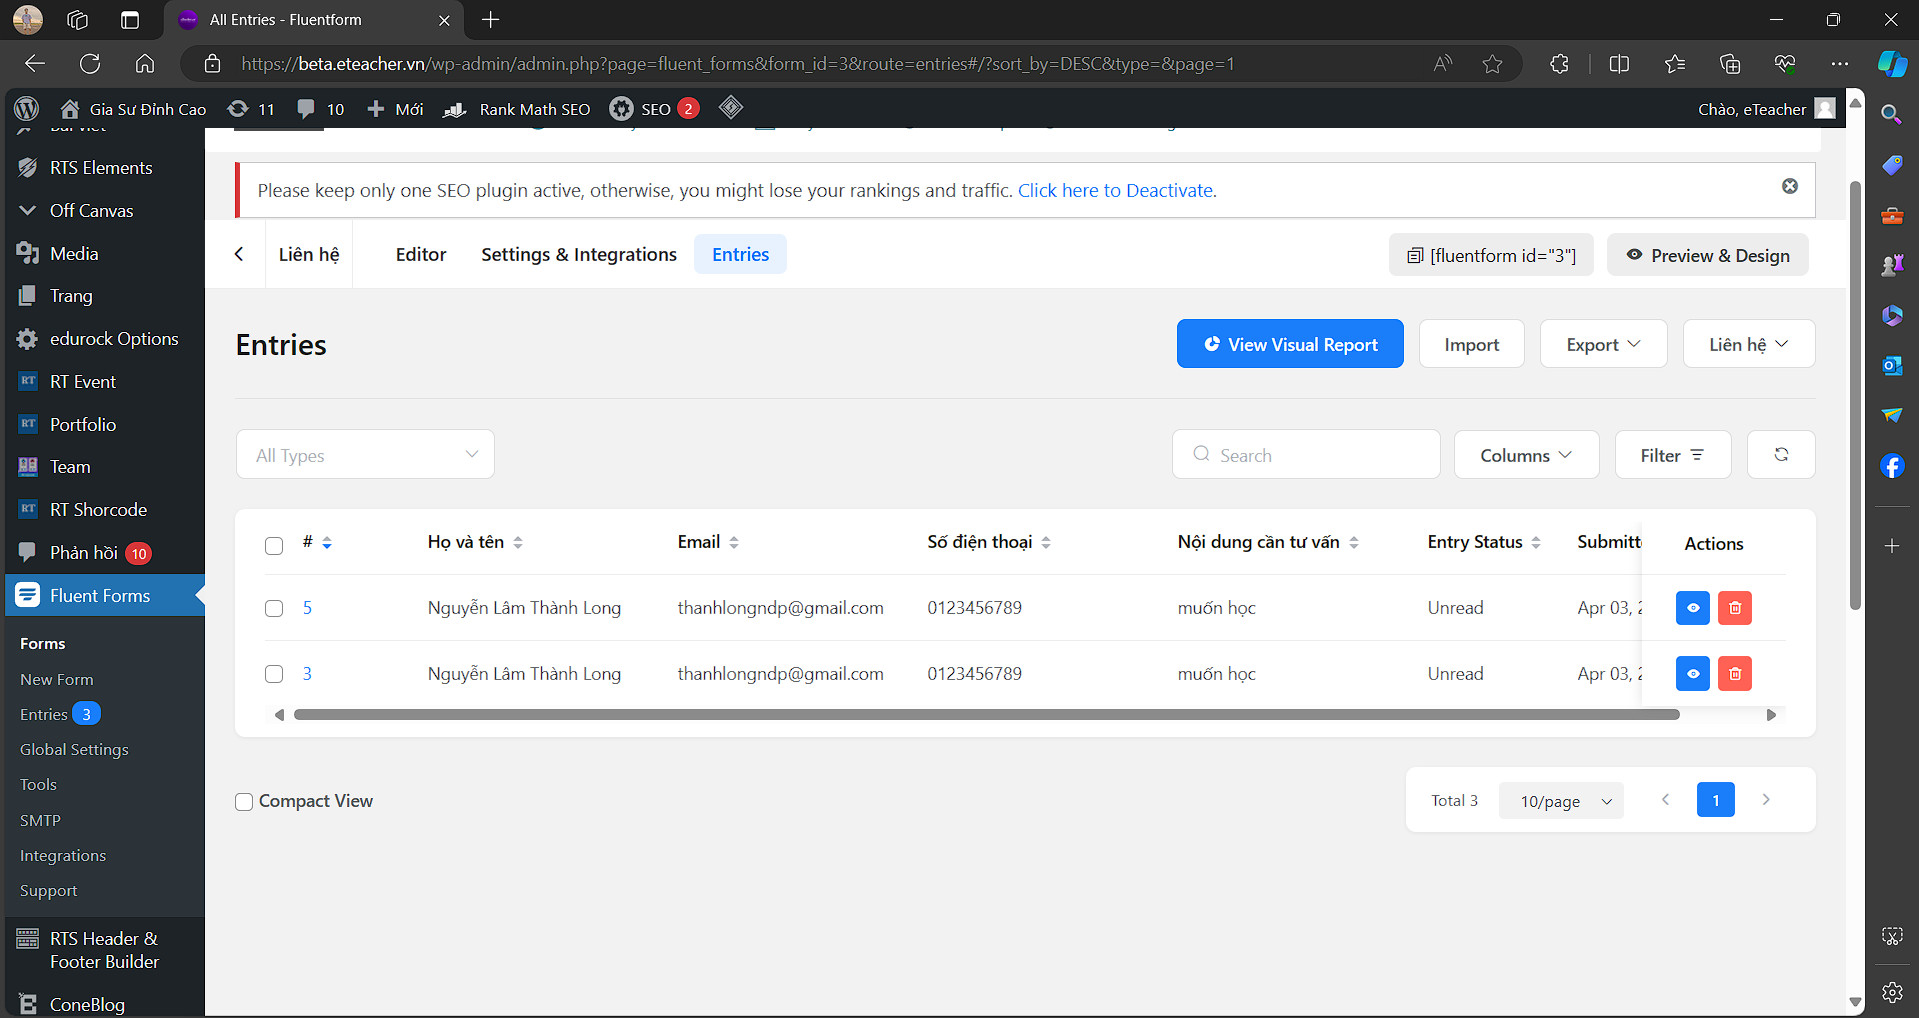 All Entries - Fluentform
https://beta.eteacher.vn/wp-admin/admin.php?page=fluent_forms&form_id=3&route=entries#/?sort_by=DESC&type=&page=1
Gia Sư Đỉnh Cao 11 10 Mới Rank Math SEO SEO 2 Chào, eTeacher
Bài viết
RTS Elements
Off Canvas
Media
Trang
edurock Options
RT Event
Portfolio
Team
RT Shorcode
Phản hồi 10
Fluent Forms
Forms
New Form
Entries 3
Global Settings
Tools
SMTP
Integrations
Support
RTS Header &
Footer Builder
ConeBlog
Please keep only one SEO plugin active, otherwise, you might lose your rankings and traffic. Click here to Deactivate.
Liên hệ Editor Settings & Integrations Entries [fluentform id="3"] Preview & Design
Entries View Visual Report Import Export Liên hệ
All Types Search Columns Filter
# Họ và tên Email Số điện thoại Nội dung cần tư vấn Entry Status Submitt Actions
5 Nguyễn Lâm Thành Long thanhlongndp@gmail.com 0123456789 muốn học Unread Apr 03, 2
3 Nguyễn Lâm Thành Long thanhlongndp@gmail.com 0123456789 muốn học Unread Apr 03, 2
Compact View Total 3 10/page 1